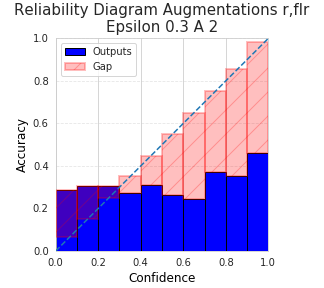 Reliability Diagram Augmentations r,flr
Epsilon 0.3 A 2
1.0
0.8
0.6
0.4
0.2
0.0
Accuracy
Outputs
Gap
0.0 0.2 0.4 0.6 0.8 1.0
Confidence